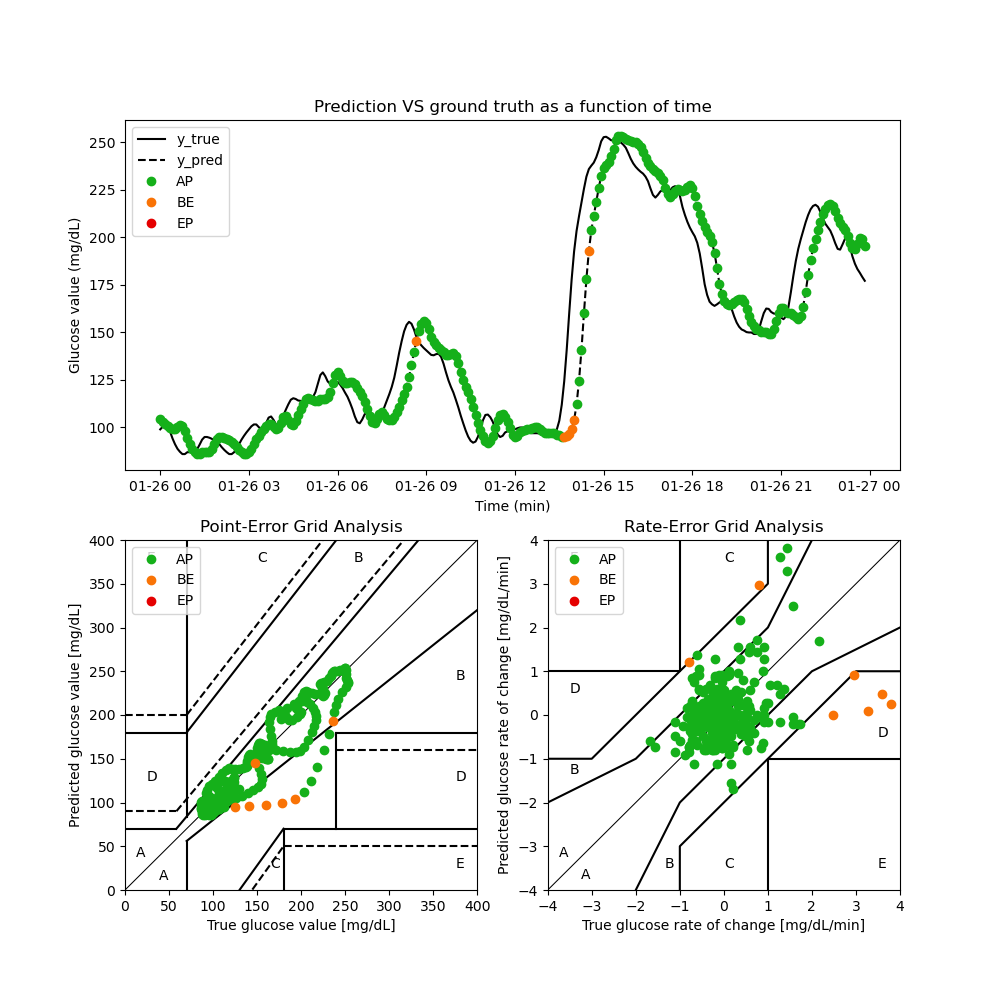 Prediction VS ground truth as a function of time
Glucose value (mg/dL)
250
225
200
175
150
125
100
y_true
y_pred
AP
BE
EP
01-26 00 01-26 03 01-26 06 01-26 09 01-26 12 01-26 15 01-26 18 01-26 21 01-27 00
Time (min)
Point-Error Grid Analysis
Predicted glucose value [mg/dL]
400
350
300
250
200
150
100
50
0
AP
BE
EP
C B
B
D D
A
A C E
0 50 100 150 200 250 300 350 400
True glucose value [mg/dL]
Rate-Error Grid Analysis
Predicted glucose rate of change [mg/dL/min]
4
3
2
1
0
−1
−2
−3
−4
AP
BE
EP
C
D
D
B
A
A B C E
−4 −3 −2 −1 0 1 2 3 4
True glucose rate of change [mg/dL/min]